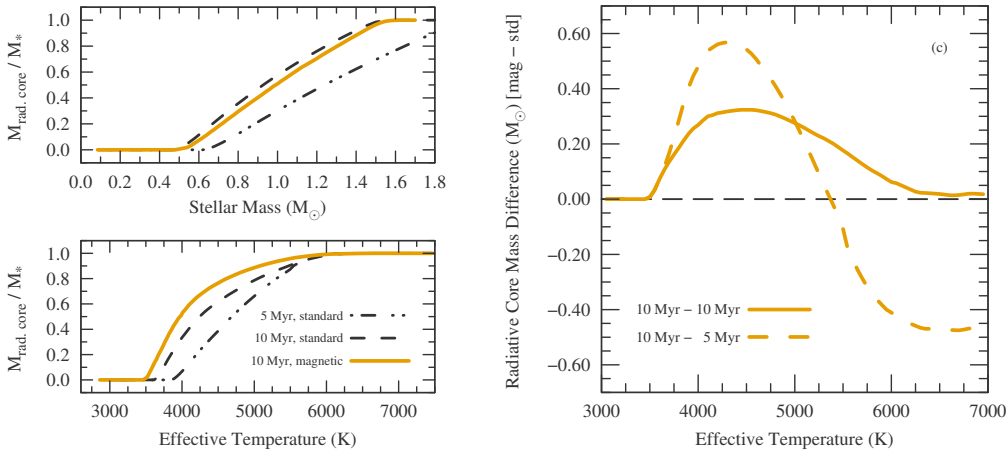 M_rad. core / M_*
1.0
0.8
0.6
0.4
0.2
0.0
0.0 0.2 0.4 0.6 0.8 1.0 1.2 1.4 1.6 1.8
Stellar Mass (M_☉)
M_rad. core / M_*
1.0
0.8
0.6
0.4
0.2
0.0
5 Myr, standard
10 Myr, standard
10 Myr, magnetic
3000 4000 5000 6000 7000
Effective Temperature (K)
Radiative Core Mass Difference (M_☉) [mag − std]
(c)
0.60
0.40
0.20
0.00
−0.20
−0.40
−0.60
10 Myr − 10 Myr
10 Myr − 5 Myr
3000 4000 5000 6000 7000
Effective Temperature (K)